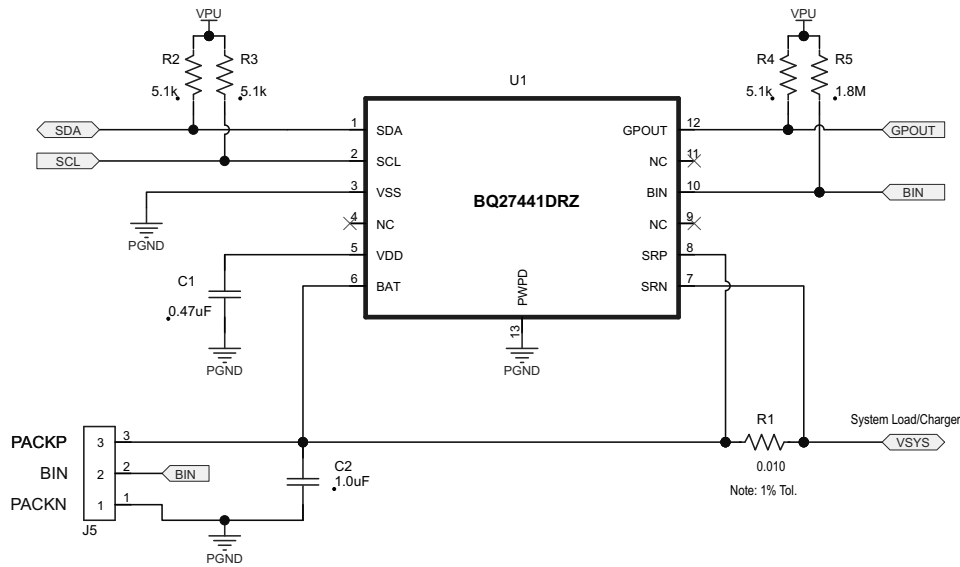 VPU
VPU
R2
R3
5.1k
5.1k
R4
R5
5.1k
1.8M
U1
SDA
1
SDA
SCL
2
SCL
3
VSS
PGND
4
NC
5
VDD
6
BAT
C1
0.47uF
PGND
BQ27441DRZ
GPOUT
12
GPOUT
NC
11
BIN
10
BIN
NC
9
SRP
8
SRN
7
PWPD
13
PGND
R1
0.010
Note: 1% Tol.
System Load/Charger
VSYS
PACKP
3
3
BIN
2
2
BIN
PACKN
1
1
J5
C2
1.0uF
PGND